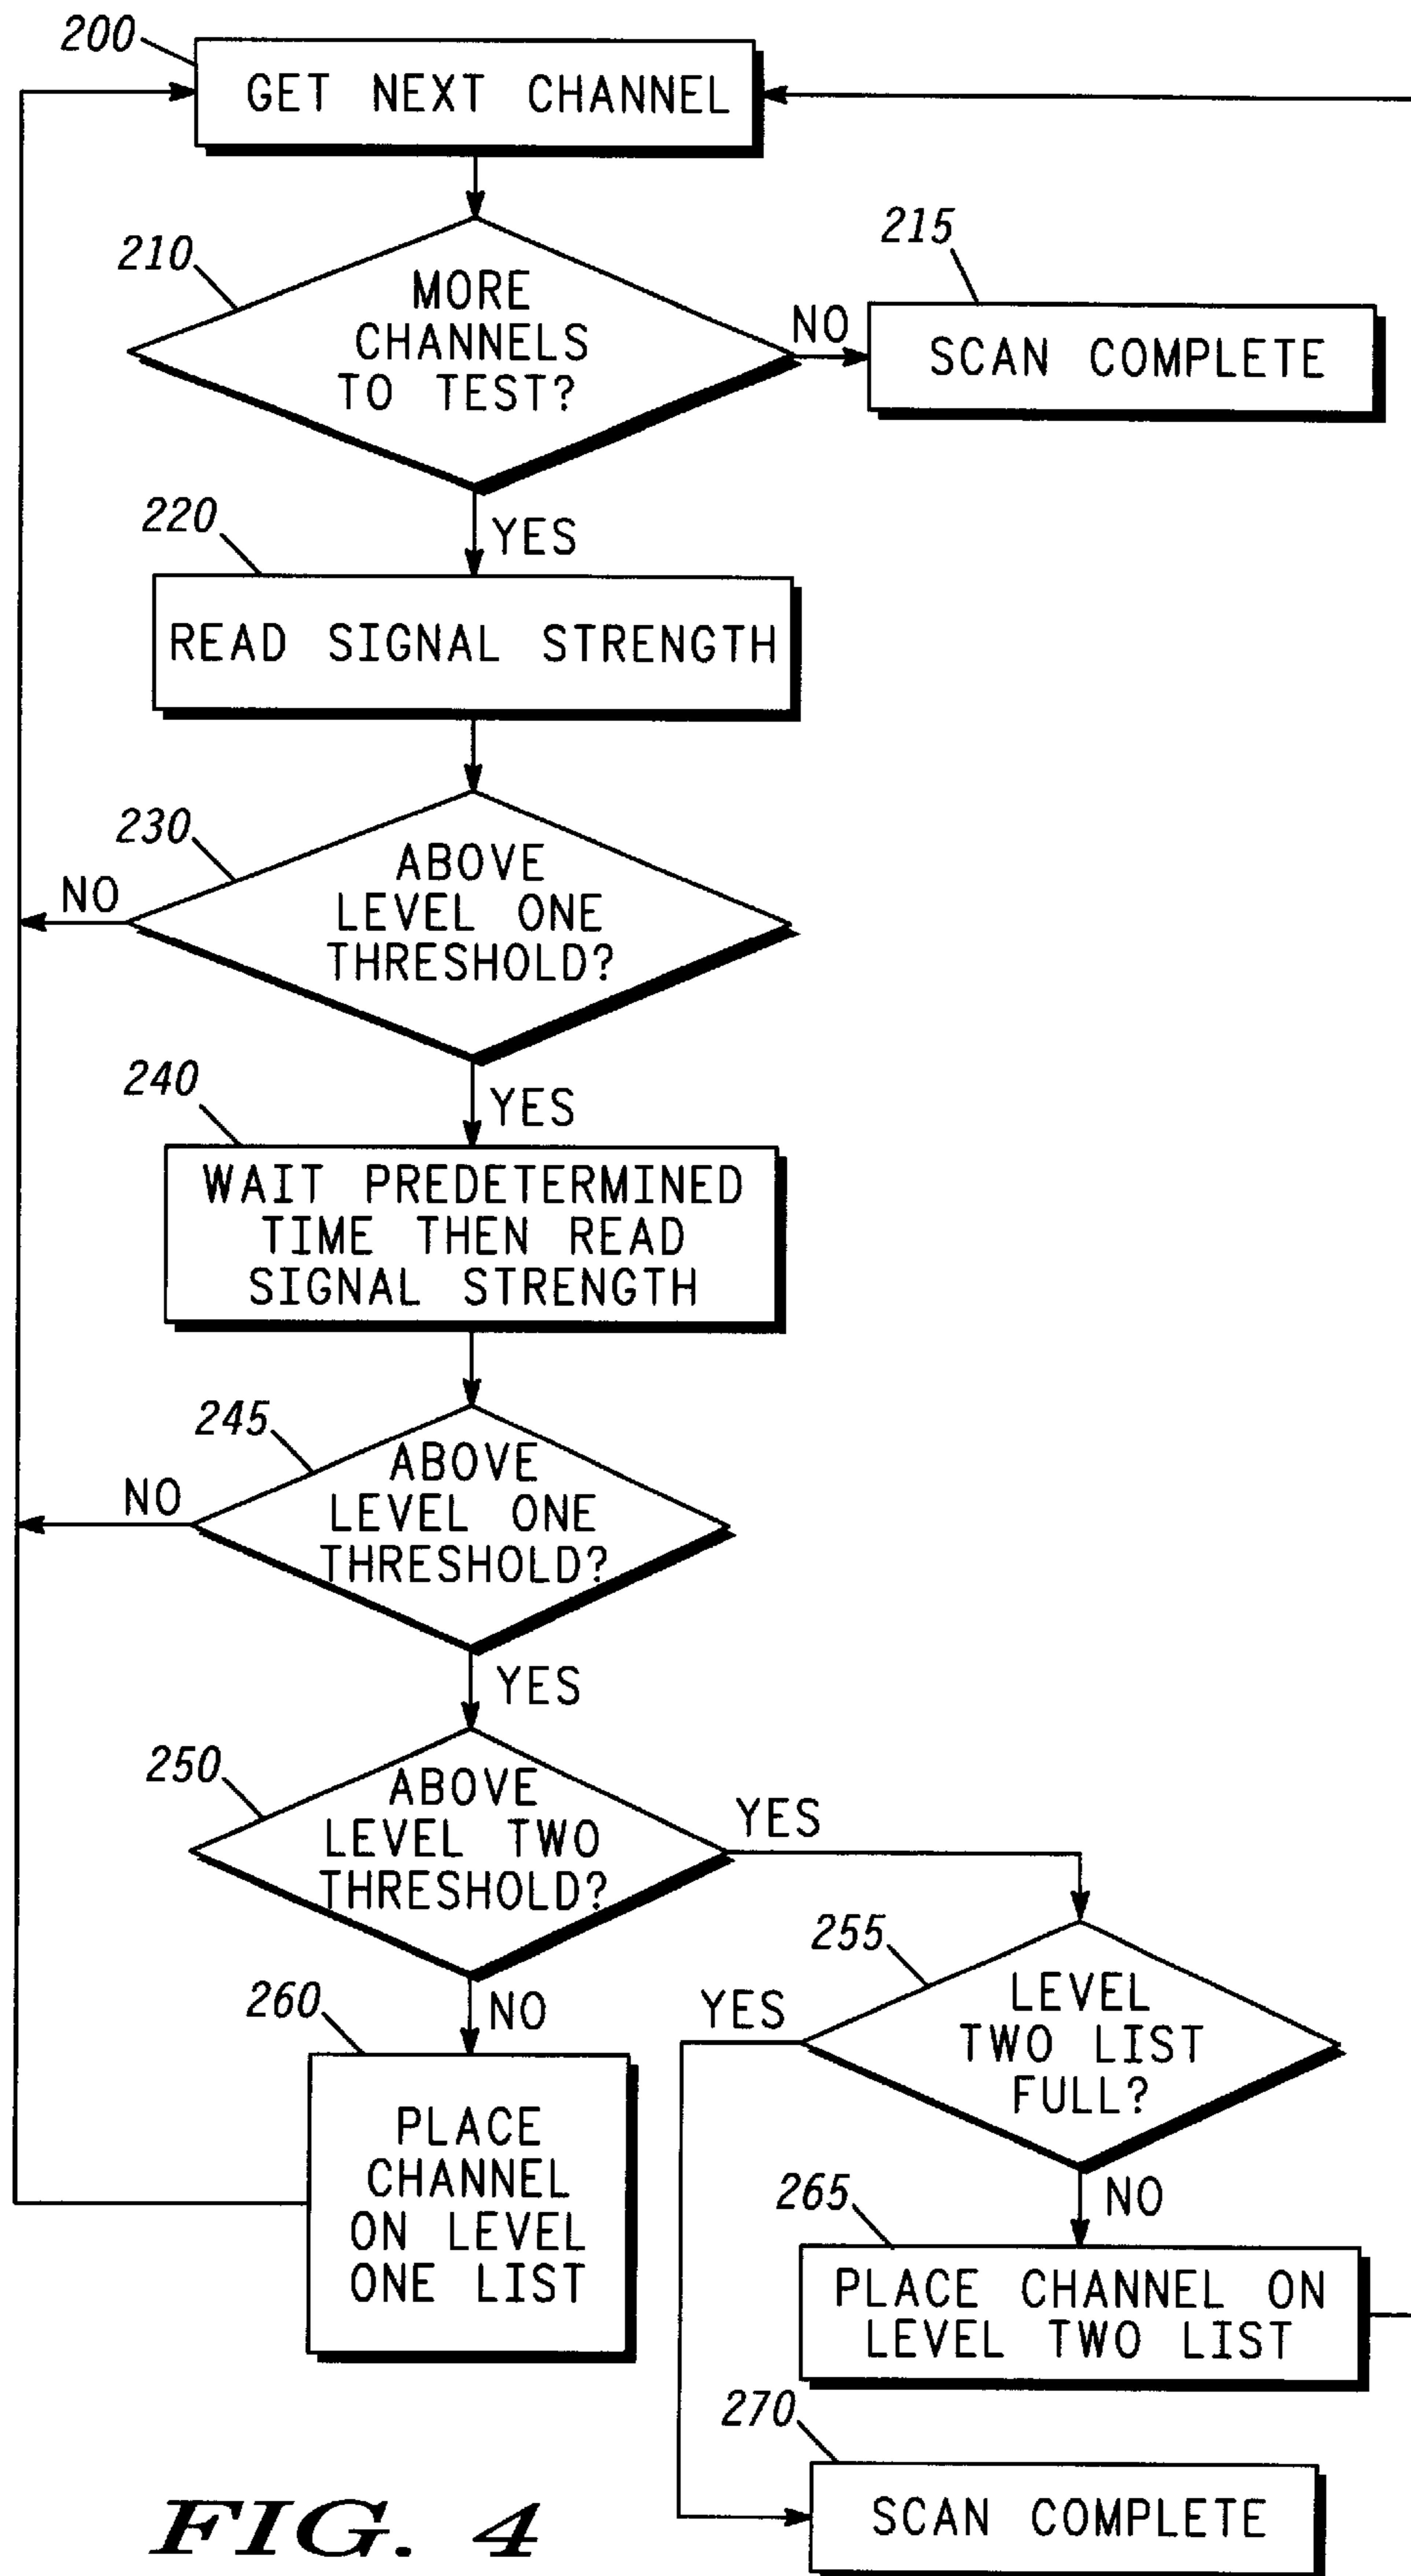 200
GET NEXT CHANNEL
210
MORE
CHANNELS
TO TEST?
NO
215
SCAN COMPLETE
YES
220
READ SIGNAL STRENGTH
230
ABOVE
LEVEL ONE
THRESHOLD?
NO
YES
240
WAIT PREDETERMINED
TIME THEN READ
SIGNAL STRENGTH
245
ABOVE
LEVEL ONE
THRESHOLD?
NO
YES
250
ABOVE
LEVEL TWO
THRESHOLD?
YES
NO
255
LEVEL
TWO LIST
FULL?
YES
NO
260
PLACE
CHANNEL
ON LEVEL
ONE LIST
265
PLACE CHANNEL ON
LEVEL TWO LIST
270
SCAN COMPLETE
FIG. 4